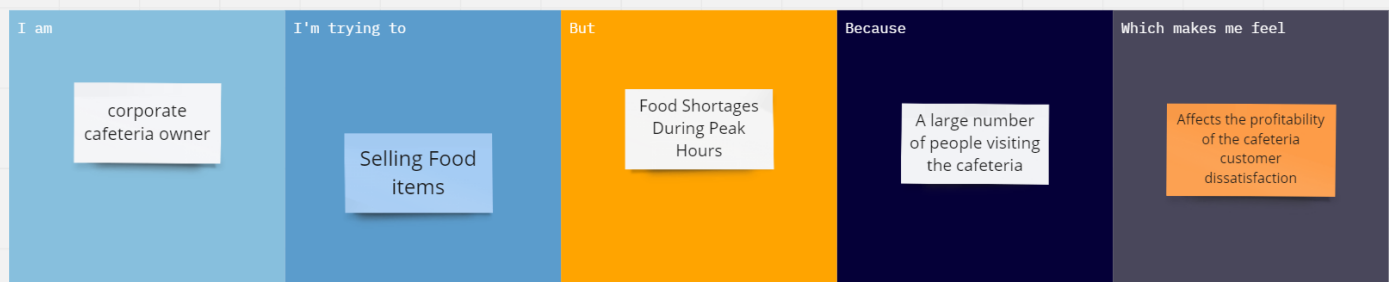 I am
corporate
cafeteria owner
I'm trying to
Selling Food
items
But
Food Shortages
During Peak
Hours
Because
A large number
of people visiting
the cafeteria
Which makes me feel
Affects the profitability
of the cafeteria
customer
dissatisfaction